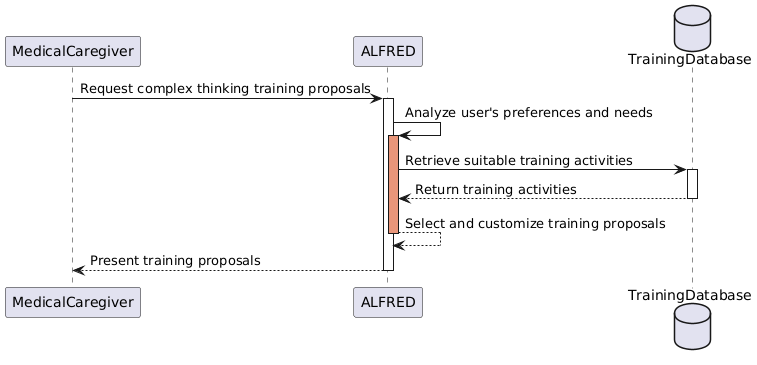 MedicalCaregiver
ALFRED
TrainingDatabase
Request complex thinking training proposals
Analyze user's preferences and needs
Retrieve suitable training activities
Return training activities
Select and customize training proposals
Present training proposals
MedicalCaregiver
ALFRED
TrainingDatabase